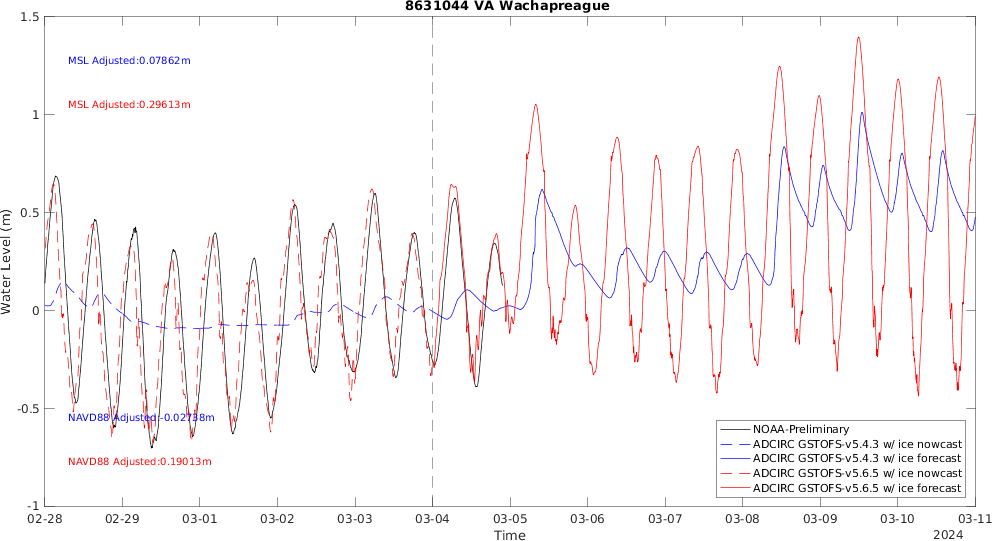 8631044 VA Wachapreague
1.5
1
0.5
0
-0.5
-1
Water Level (m)
MSL Adjusted:0.07862m
MSL Adjusted:0.29613m
NAVD88 Adjusted:-0.02738m
NAVD88 Adjusted:0.19013m
NOAA-Preliminary
ADCIRC GSTOFS-v5.4.3 w/ ice nowcast
ADCIRC GSTOFS-v5.4.3 w/ ice forecast
ADCIRC GSTOFS-v5.6.5 w/ ice nowcast
ADCIRC GSTOFS-v5.6.5 w/ ice forecast
02-28 02-29 03-01 03-02 03-03 03-04 03-05 03-06 03-07 03-08 03-09 03-10 03-11
Time
2024